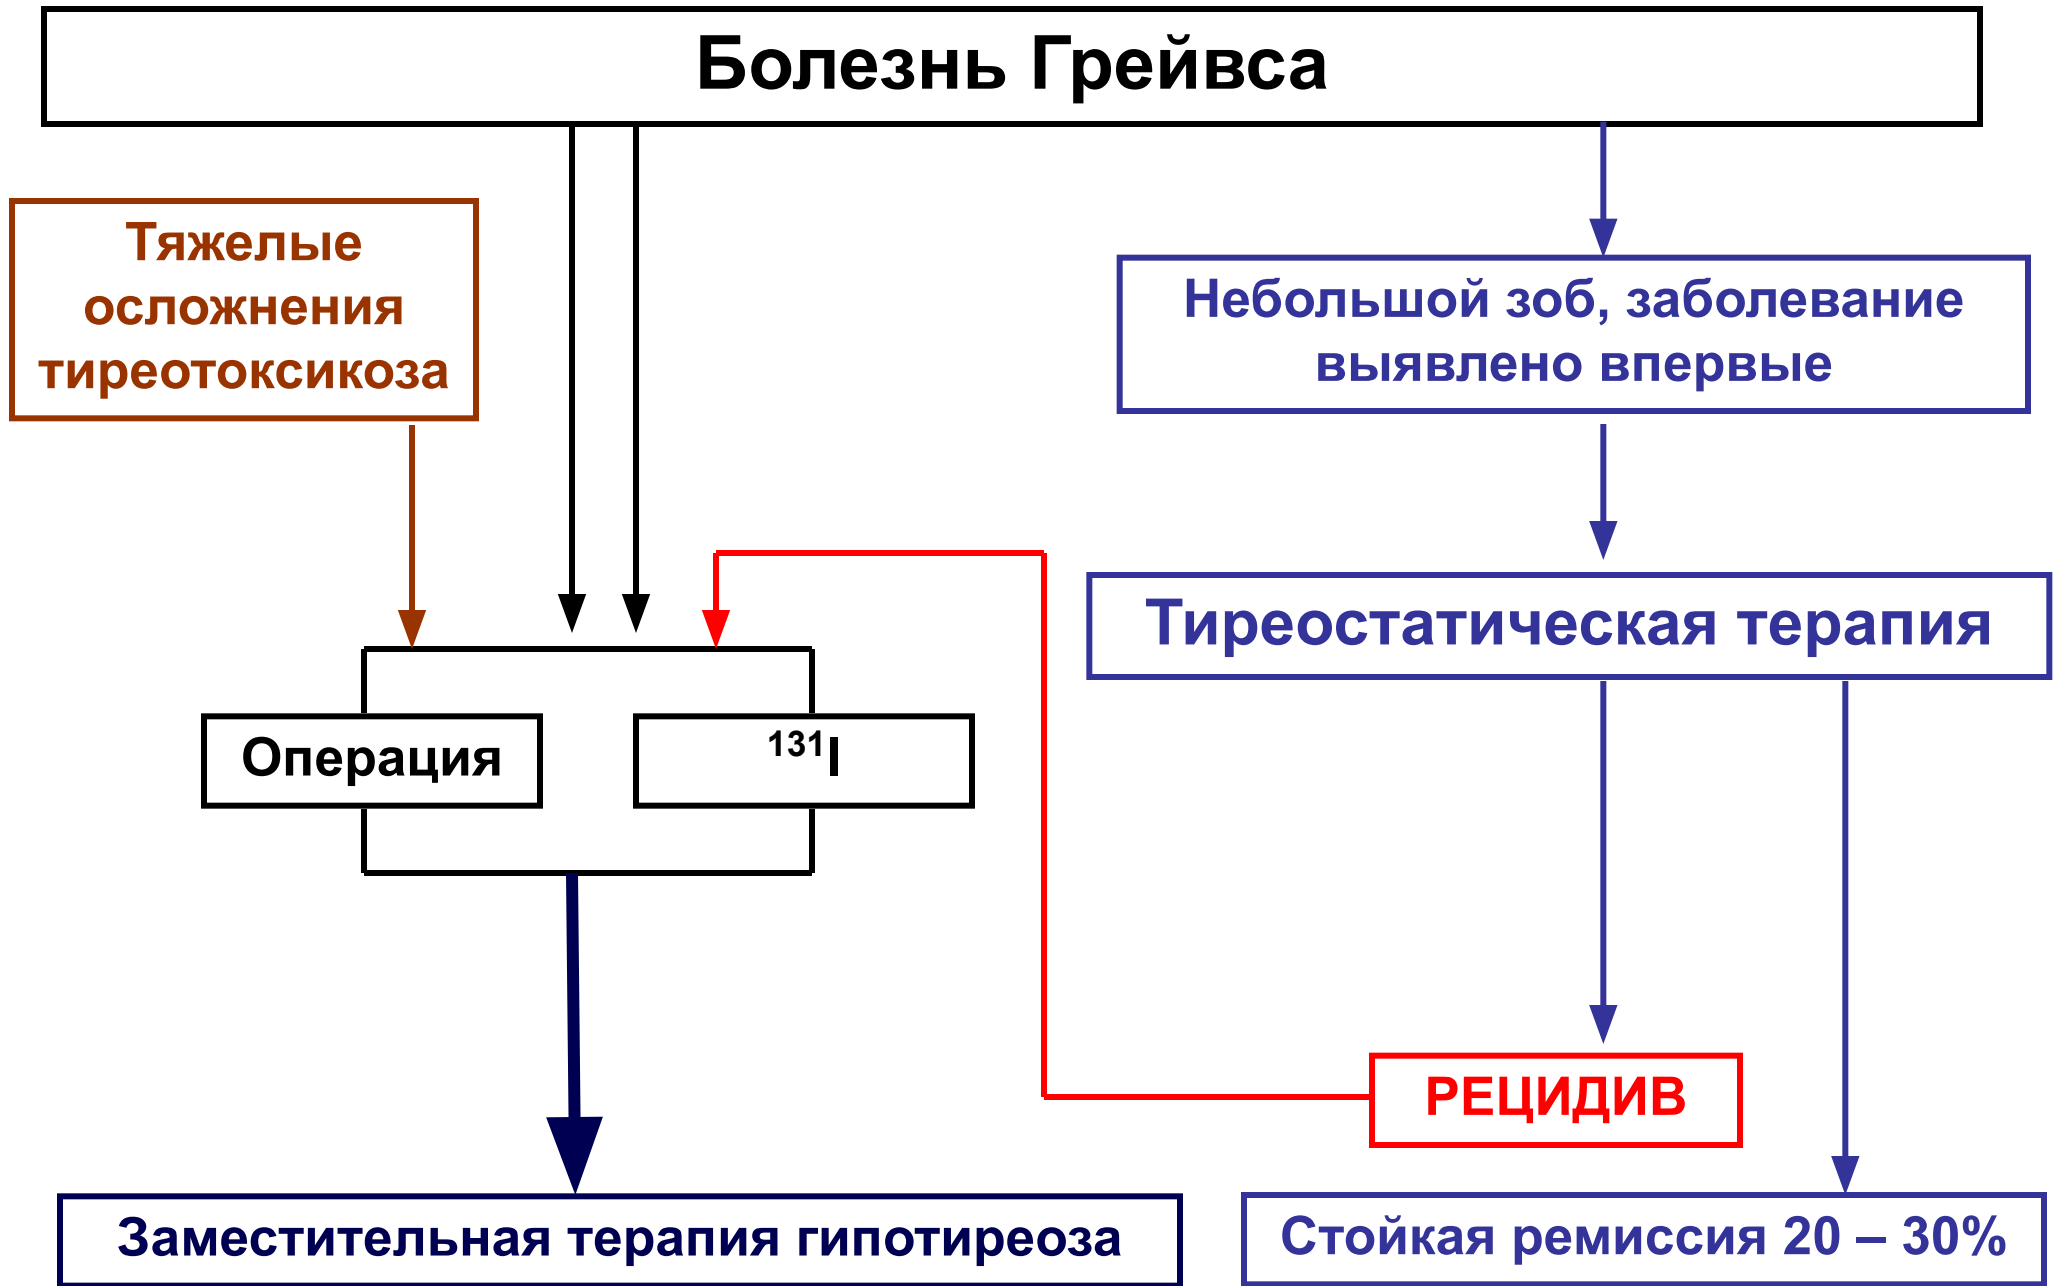 Болезнь Грейвса
Тяжелые
осложнения
тиреотоксикоза
Небольшой зоб, заболевание
выявлено впервые
Тиреостатическая терапия
Операция
¹³¹I
РЕЦИДИВ
Заместительная терапия гипотиреоза
Стойкая ремиссия 20 – 30%